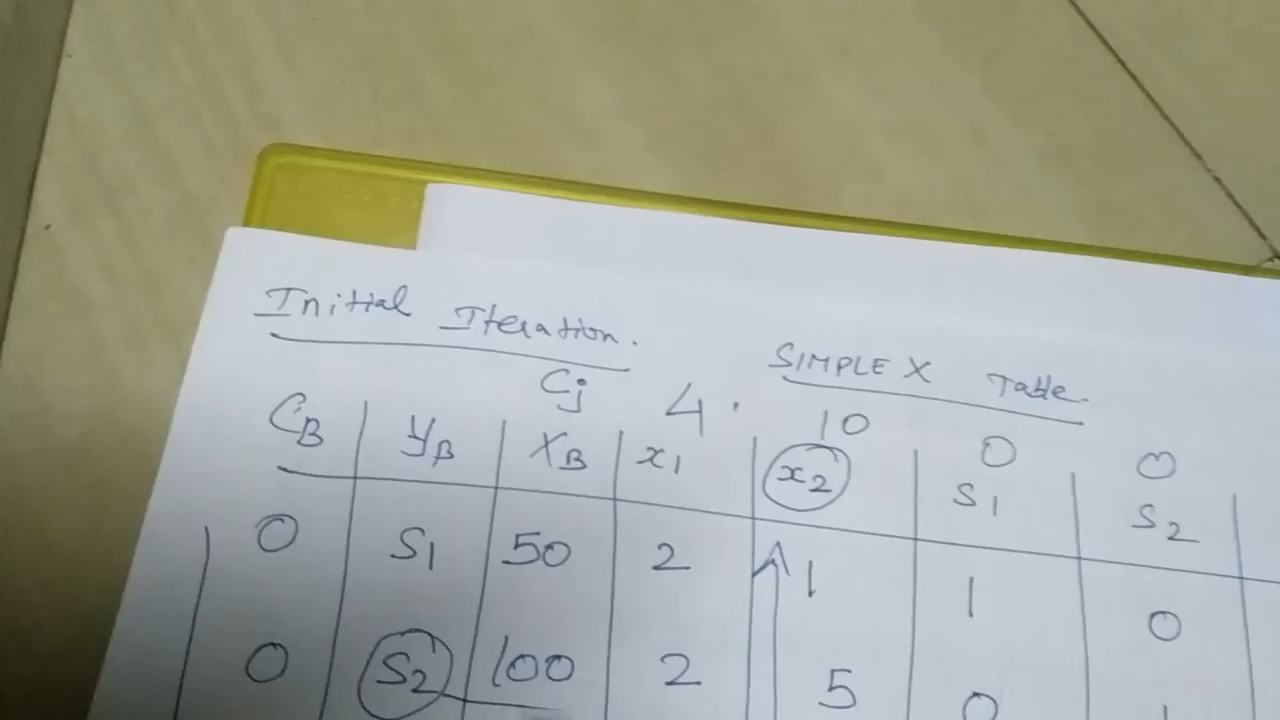 Initial Iteration.
SIMPLEX Table.
Cj 4 10 0 0
CB yB XB x1 x2 S1 S2
0 S1 50 2 1 1 0
0 S2 100 2 5 0 1